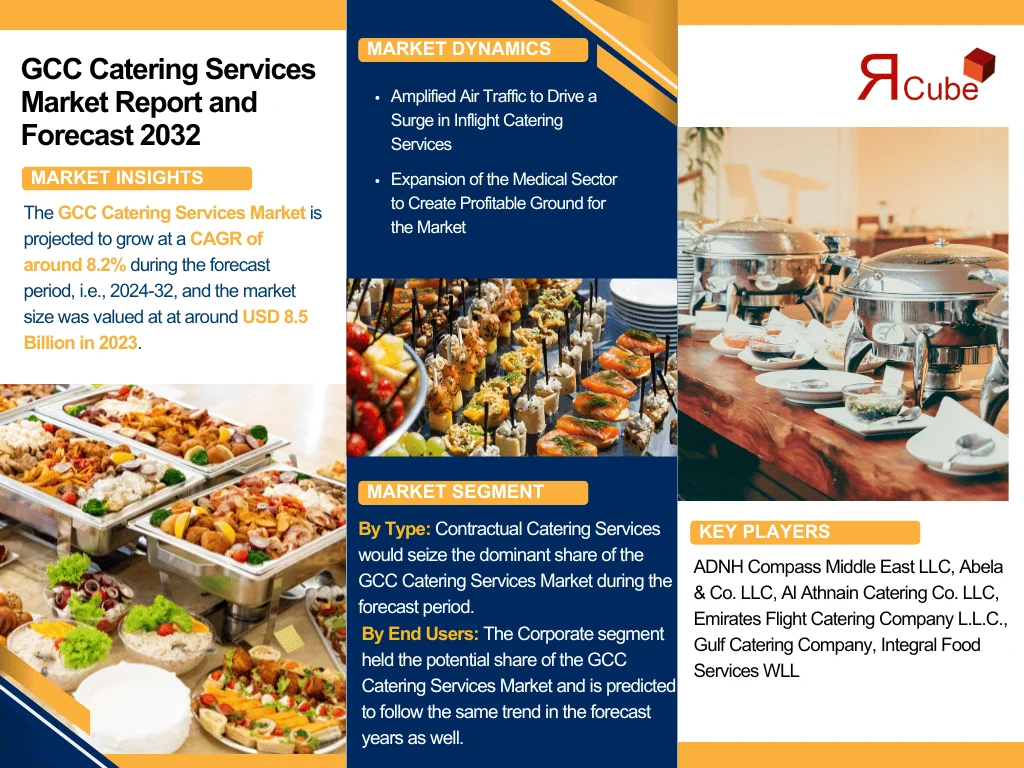 GCC Catering Services
Market Report and
Forecast 2032
MARKET INSIGHTS
The GCC Catering Services Market is
projected to grow at a CAGR of
around 8.2% during the forecast
period, i.e., 2024-32, and the market
size was valued at at around USD 8.5
Billion in 2023.
MARKET DYNAMICS
• Amplified Air Traffic to Drive a
Surge in Inflight Catering
Services
• Expansion of the Medical Sector
to Create Profitable Ground for
the Market
MARKET SEGMENT
By Type: Contractual Catering Services
would seize the dominant share of the
GCC Catering Services Market during the
forecast period.
By End Users: The Corporate segment
held the potential share of the GCC
Catering Services Market and is predicted
to follow the same trend in the forecast
years as well.
ЯCube
KEY PLAYERS
ADNH Compass Middle East LLC, Abela
& Co. LLC, Al Athnain Catering Co. LLC,
Emirates Flight Catering Company L.L.C.,
Gulf Catering Company, Integral Food
Services WLL